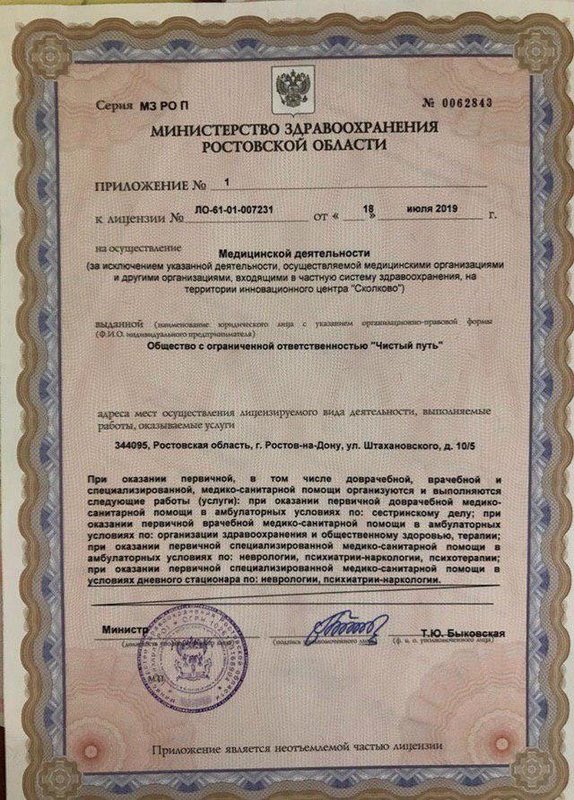 Серия МЗ РО П № 0062843
МИНИСТЕРСТВО ЗДРАВООХРАНЕНИЯ
РОСТОВСКОЙ ОБЛАСТИ
ПРИЛОЖЕНИЕ № 1
к лицензии № ЛО-61-01-007231 от « 18 » июля 2019 г.
на осуществление
Медицинской деятельности
(за исключением указанной деятельности, осуществляемой медицинскими организациями
и другими организациями, входящими в частную систему здравоохранения, на
территории инновационного центра "Сколково")
выданной (наименование юридического лица с указанием организационно-правовой формы
(Ф.И.О. индивидуального предпринимателя)
Общество с ограниченной ответственностью "Чистый путь"
адреса мест осуществления лицензируемого вида деятельности, выполняемые
работы, оказываемые услуги
344095, Ростовская область, г. Ростов-на-Дону, ул. Штахановского, д. 10/5
При оказании первичной, в том числе доврачебной, врачебной и
специализированной, медико-санитарной помощи организуются и выполняются
следующие работы (услуги): при оказании первичной доврачебной медико-
санитарной помощи в амбулаторных условиях по: сестринскому делу; при
оказании первичной врачебной медико-санитарной помощи в амбулаторных
условиях по: организации здравоохранения и общественному здоровью, терапии;
при оказании первичной специализированной медико-санитарной помощи в
амбулаторных условиях по: неврологии, психиатрии-наркологии, психотерапии;
при оказании первичной специализированной медико-санитарной помощи в
условиях дневного стационара по: неврологии, психиатрии-наркологии.
Министр Т.Ю. Быковская
(должность лица) (подпись уполномоченного лица) (ф. и. о. уполномоченного лица)
М.П.
Приложение является неотъемлемой частью лицензии